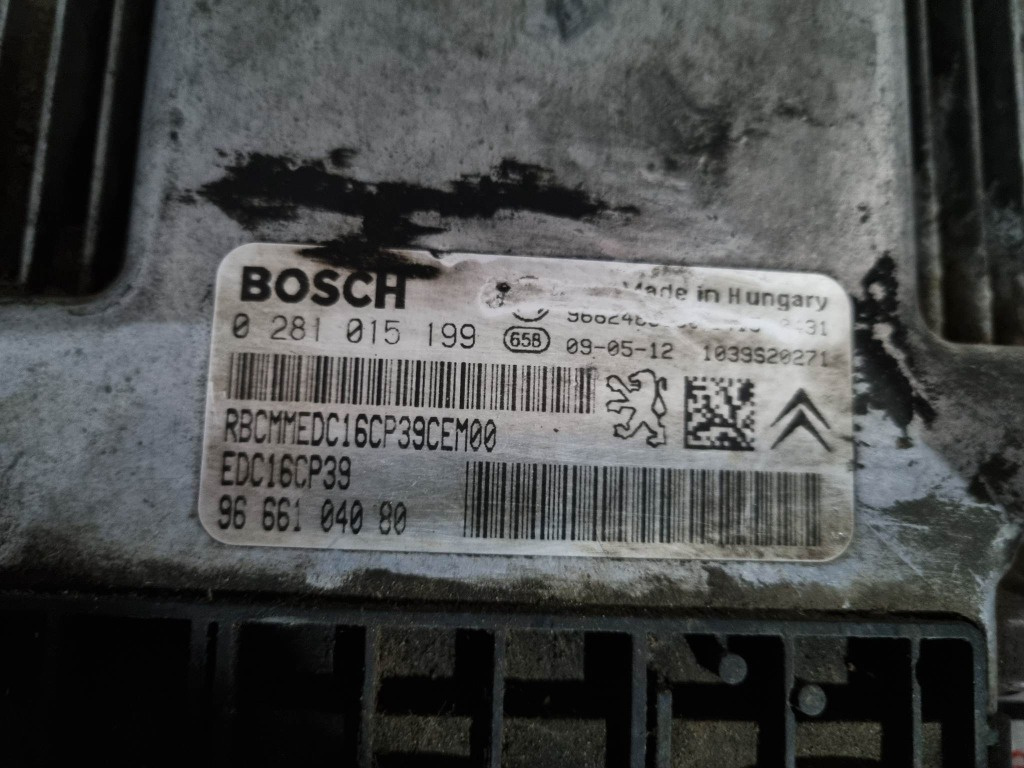 BOSCH
Made in Hungary
0 281 015 199
658 09-05-12 1039S20271
RBCMMEDC16CP39CEM00
EDC16CP39
96 661 040 80